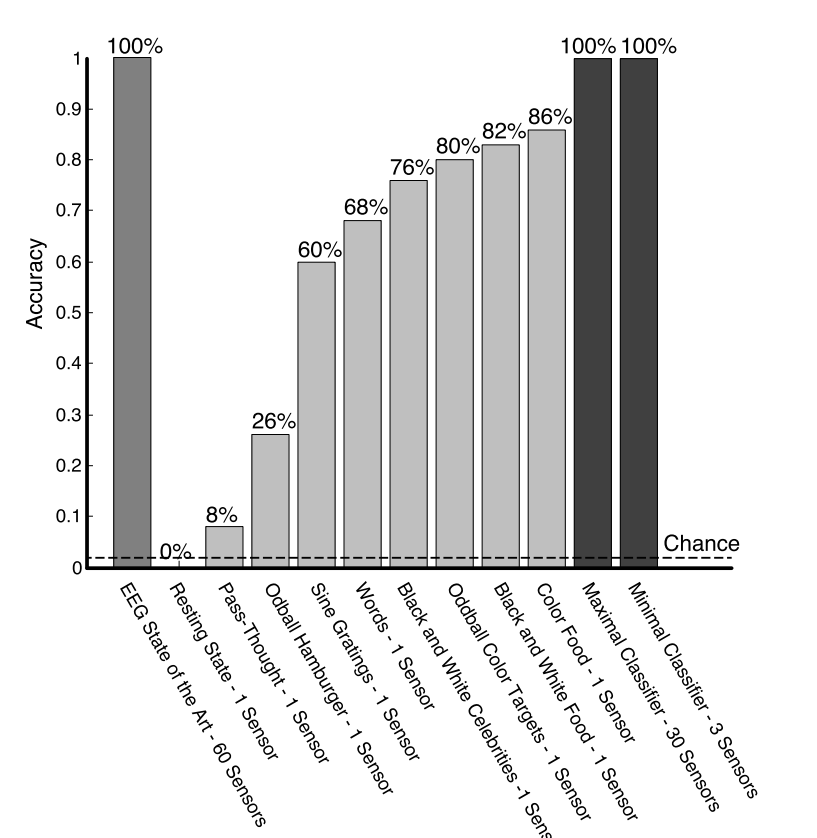 100%
0%
8%
26%
60%
68%
76%
80%
82%
86%
100%
100%
1
0.9
0.8
0.7
0.6
0.5
0.4
0.3
0.2
0.1
0
Accuracy
Chance
EEG State of the Art - 60 Sensors
Resting State - 1 Sensor
Pass-Thought - 1 Sensor
Odball Hamburger - 1 Sensor
Sine Gratings - 1 Sensor
Words - 1 Sensor
Black and White Celebrities -1
Oddball Color Targets - 1 Sensor
Black and White Food - 1 Sensor
Color Food - 1 Sensor
Maximal Classifier - 30 Sensors
Minimal Classifier - 3 Sensors